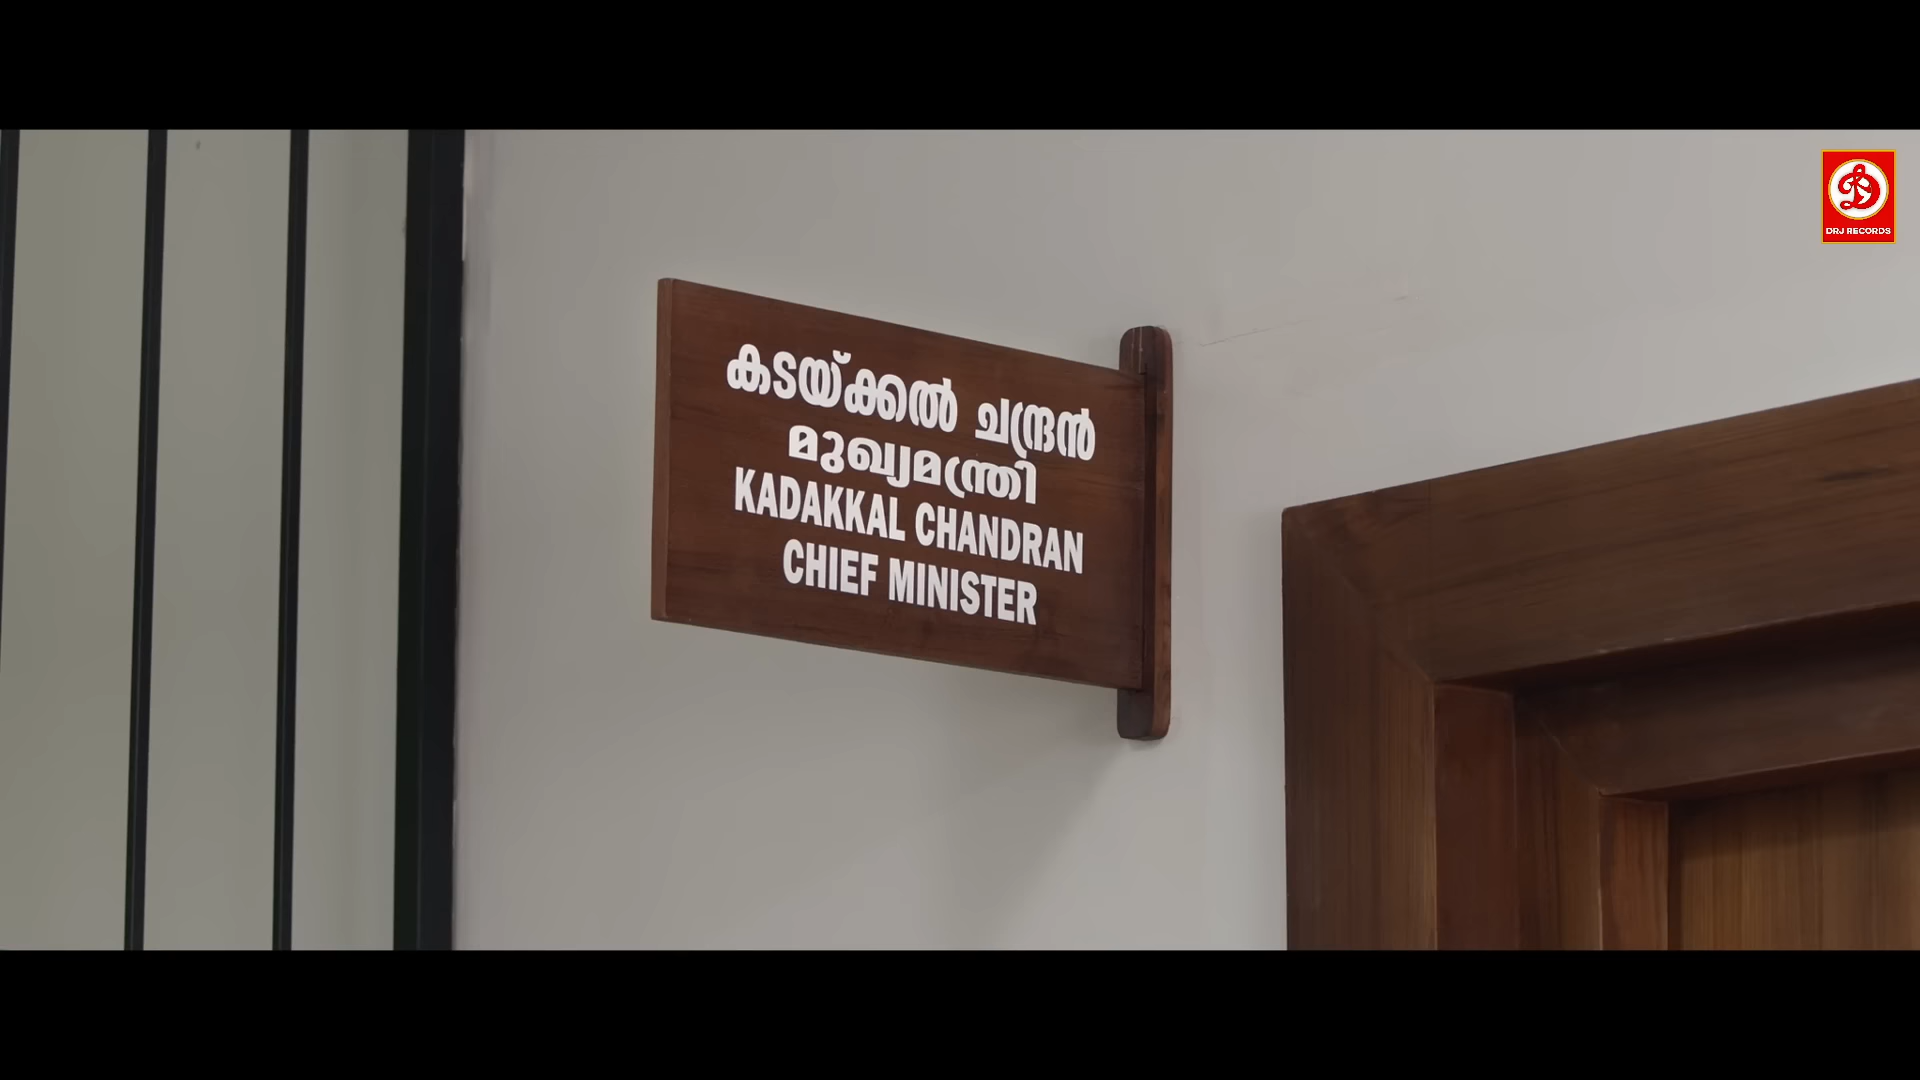 കടയ്ക്കൽ ചന്ദ്രൻ
മുഖ്യമന്ത്രി
KADAKKAL CHANDRAN
CHIEF MINISTER
DRJ RECORDS